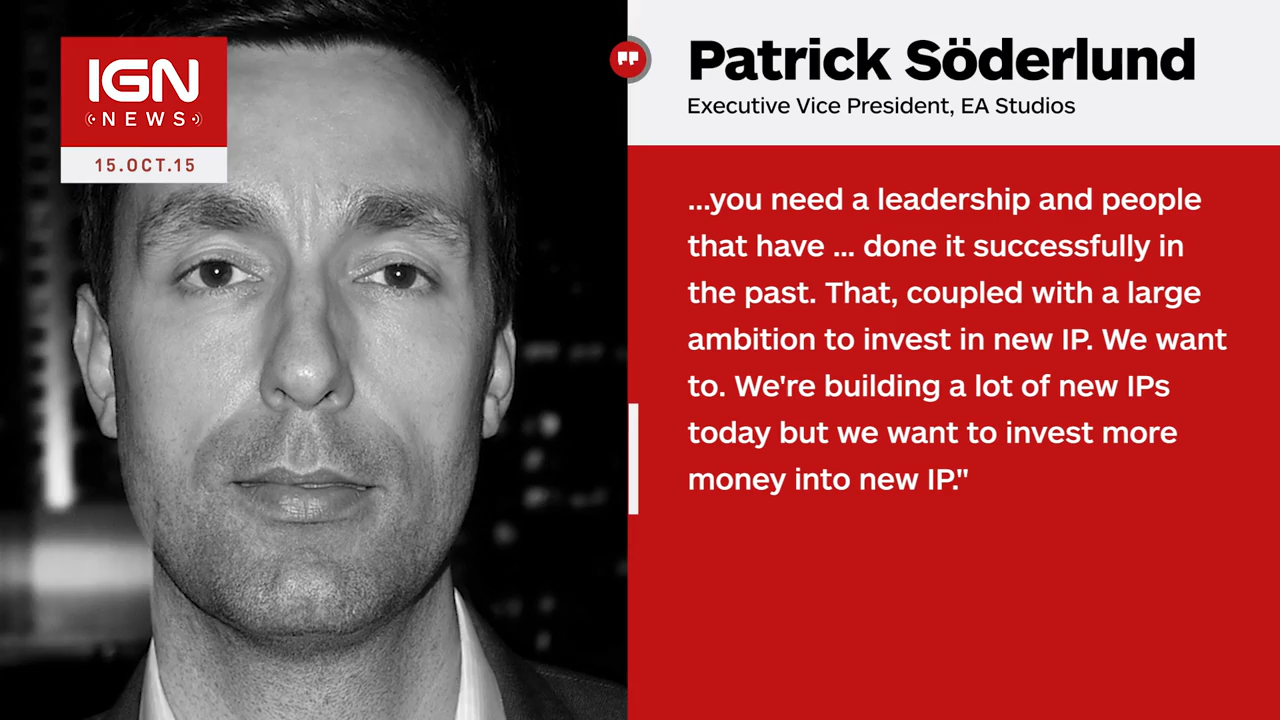 IGN
NEWS
15.OCT.15
Patrick Söderlund
Executive Vice President, EA Studios
...you need a leadership and people
that have ... done it successfully in
the past. That, coupled with a large
ambition to invest in new IP. We want
to. We're building a lot of new IPs
today but we want to invest more
money into new IP."